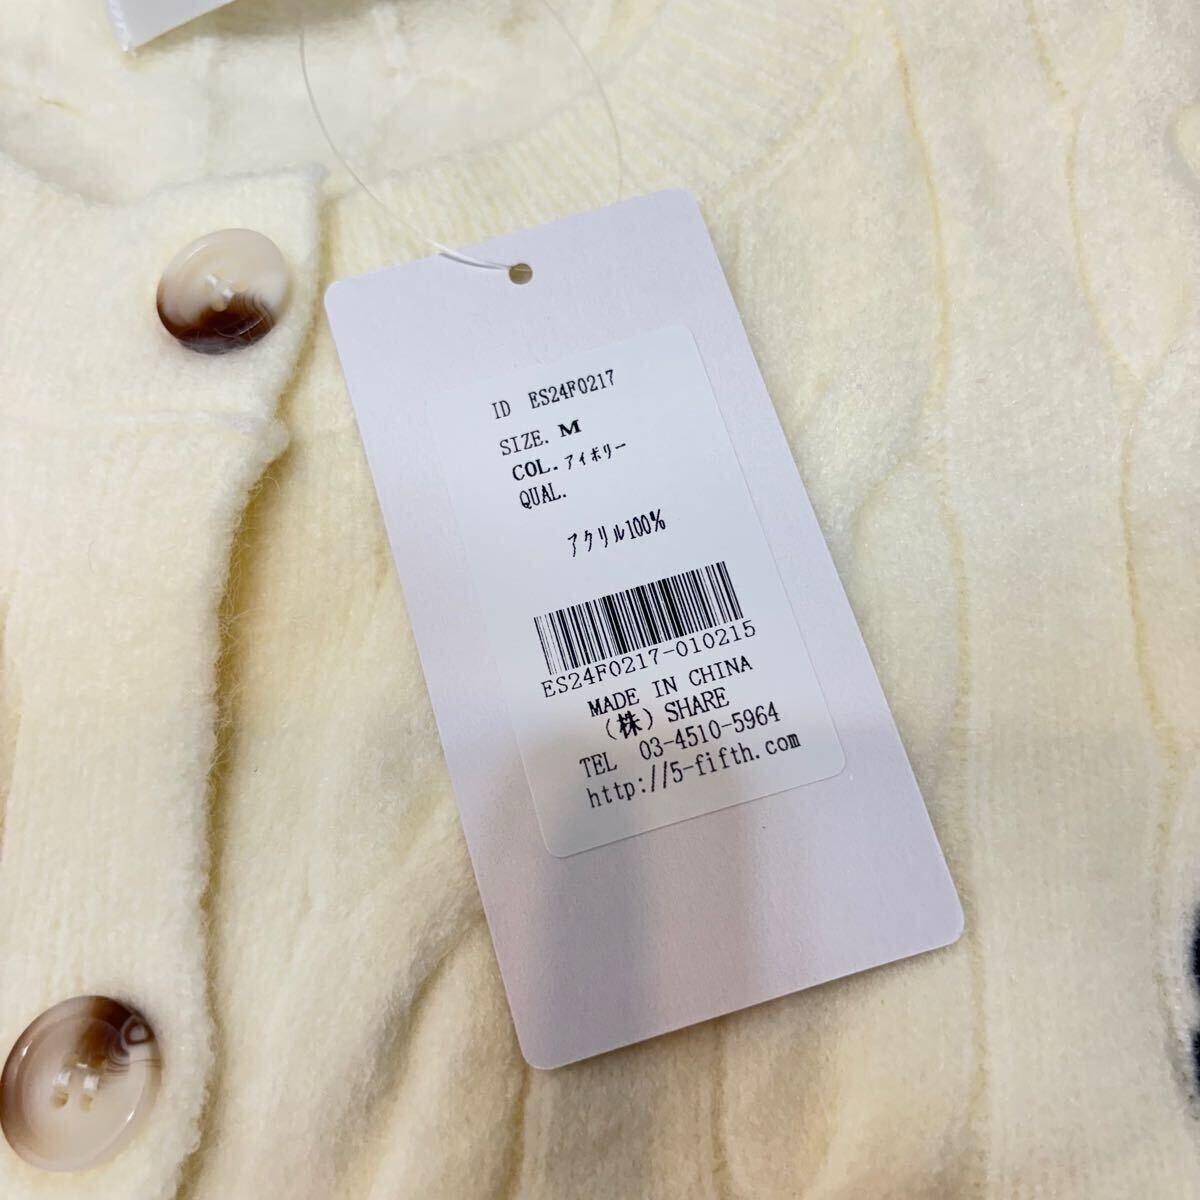 ID ES24F0217
SIZE. M
COL. アイボリー
QUAL.
アクリル100%
ES24F0217-010215
MADE IN CHINA
(株) SHARE
TEL 03-4510-5964
http://5-fifth.com